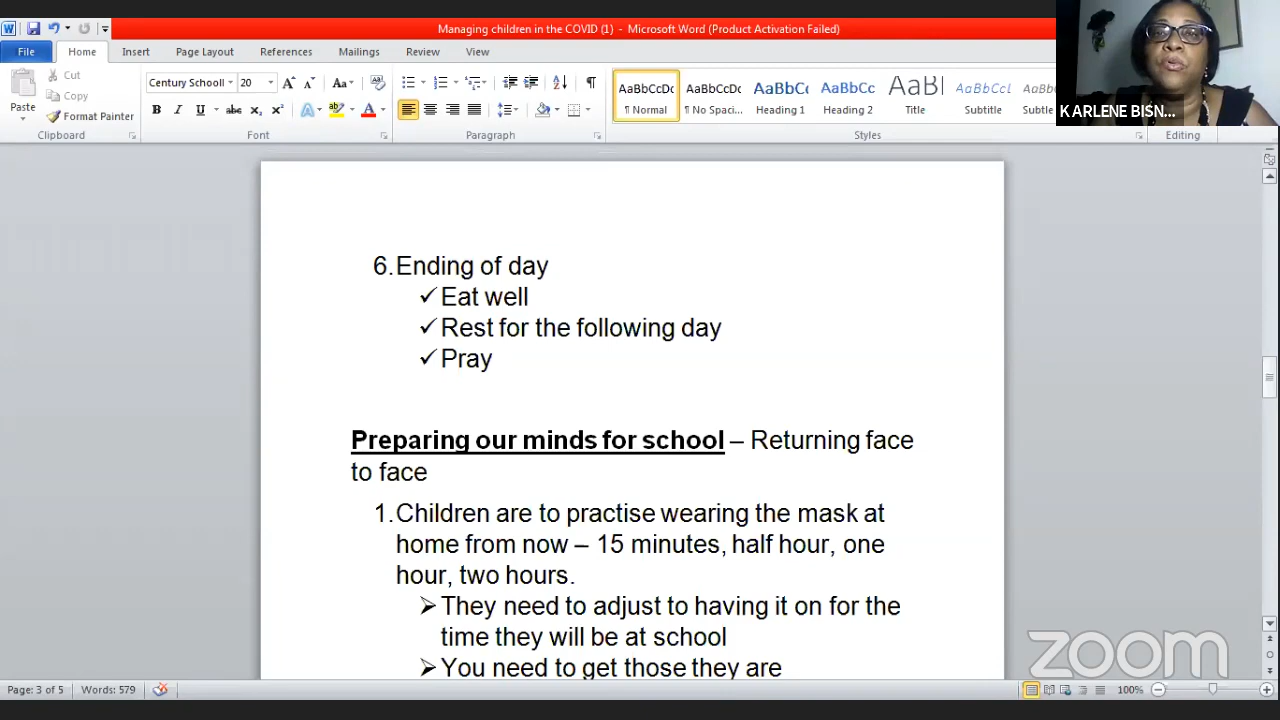 Managing children in the COVID (1) - Microsoft Word (Product Activation Failed)
File Home Insert Page Layout References Mailings Review View
Paste
Cut
Copy
Format Painter
Century Schooll 20
AaBbCcDc AaBbCcDc AaBbCc AaBbCc AaBl AaBbCcL AaBb
¶ Normal ¶ No Spaci... Heading 1 Heading 2 Title Subtitle Subtle
Clipboard Font Paragraph Styles Editing
KARLENE BISN...
6. Ending of day
✓ Eat well
✓ Rest for the following day
✓ Pray
Preparing our minds for school – Returning face
to face
1. Children are to practise wearing the mask at
home from now – 15 minutes, half hour, one
hour, two hours.
➢ They need to adjust to having it on for the
time they will be at school
➢ You need to get those they are
zoom
Page: 3 of 5 Words: 579 100%